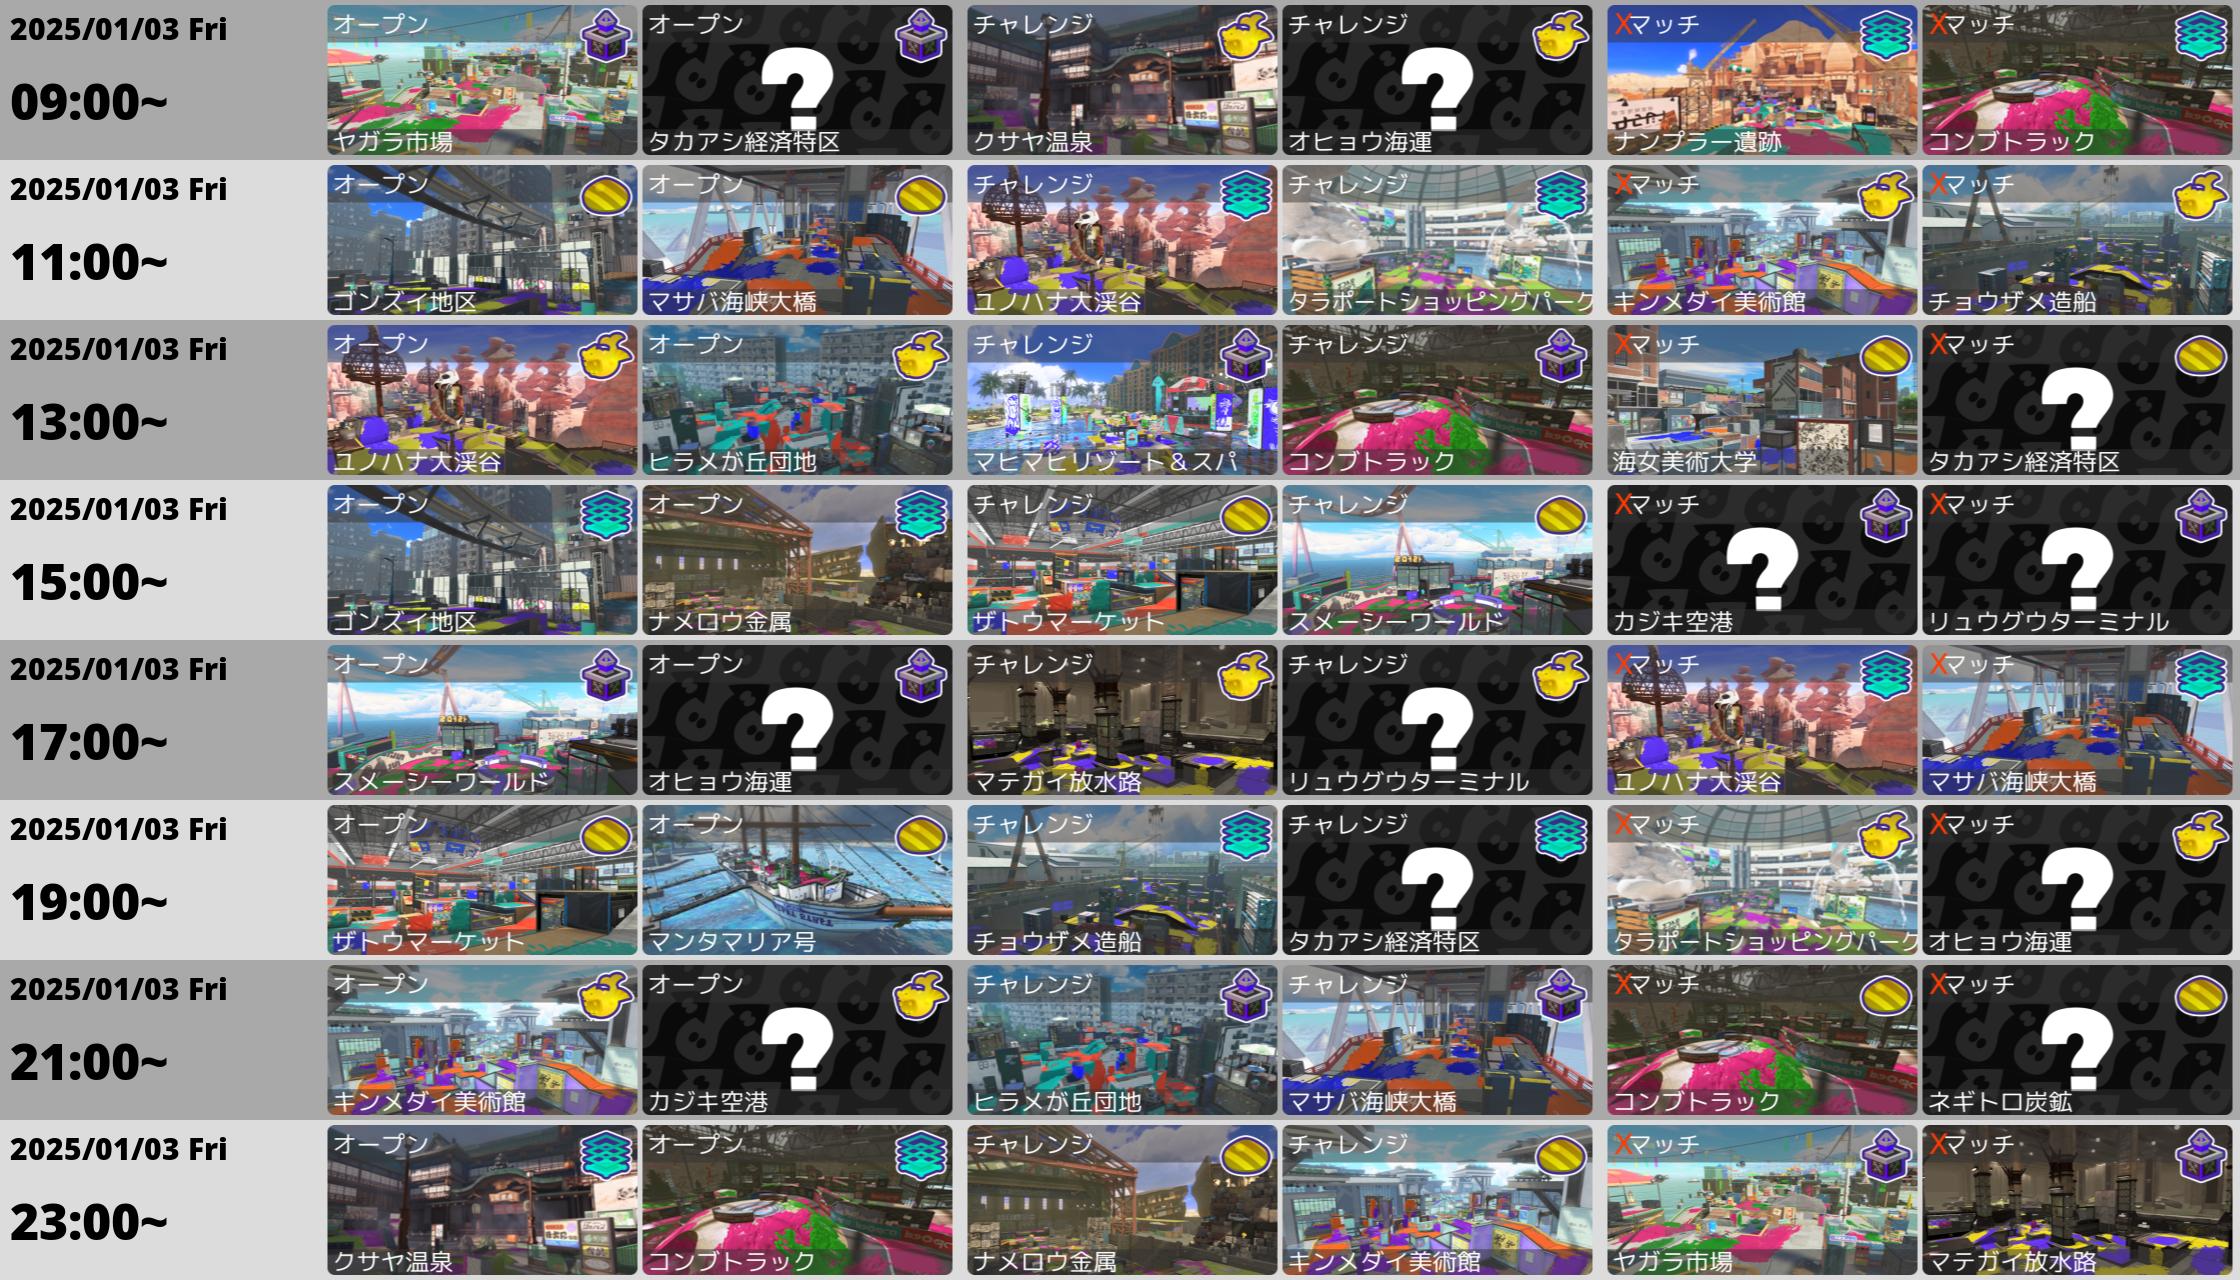 2025/01/03 Fri
09:00~
オープン
ヤガラ市場
オープン
タカアシ経済特区
チャレンジ
クサヤ温泉
チャレンジ
オヒョウ海運
Xマッチ
ナンプラー遺跡
Xマッチ
コンブトラック
2025/01/03 Fri
11:00~
オープン
ゴンズイ地区
オープン
マサバ海峡大橋
チャレンジ
ユノハナ大渓谷
チャレンジ
タラポートショッピングパーク
Xマッチ
キンメダイ美術館
Xマッチ
チョウザメ造船
2025/01/03 Fri
13:00~
オープン
ユノハナ大渓谷
オープン
ヒラメが丘団地
チャレンジ
マヒマヒリゾート＆スパ
チャレンジ
コンブトラック
Xマッチ
海女美術大学
Xマッチ
タカアシ経済特区
2025/01/03 Fri
15:00~
オープン
ゴンズイ地区
オープン
ナメロウ金属
チャレンジ
ザトウマーケット
チャレンジ
スメーシーワールド
Xマッチ
カジキ空港
Xマッチ
リュウグウターミナル
2025/01/03 Fri
17:00~
オープン
スメーシーワールド
オープン
オヒョウ海運
チャレンジ
マテガイ放水路
チャレンジ
リュウグウターミナル
Xマッチ
ユノハナ大渓谷
Xマッチ
マサバ海峡大橋
2025/01/03 Fri
19:00~
オープン
ザトウマーケット
オープン
マンタマリア号
チャレンジ
チョウザメ造船
チャレンジ
タカアシ経済特区
Xマッチ
タラポートショッピングパーク
Xマッチ
オヒョウ海運
2025/01/03 Fri
21:00~
オープン
キンメダイ美術館
オープン
カジキ空港
チャレンジ
ヒラメが丘団地
チャレンジ
マサバ海峡大橋
Xマッチ
コンブトラック
Xマッチ
ネギトロ炭鉱
2025/01/03 Fri
23:00~
オープン
クサヤ温泉
オープン
コンブトラック
チャレンジ
ナメロウ金属
チャレンジ
キンメダイ美術館
Xマッチ
ヤガラ市場
Xマッチ
マテガイ放水路